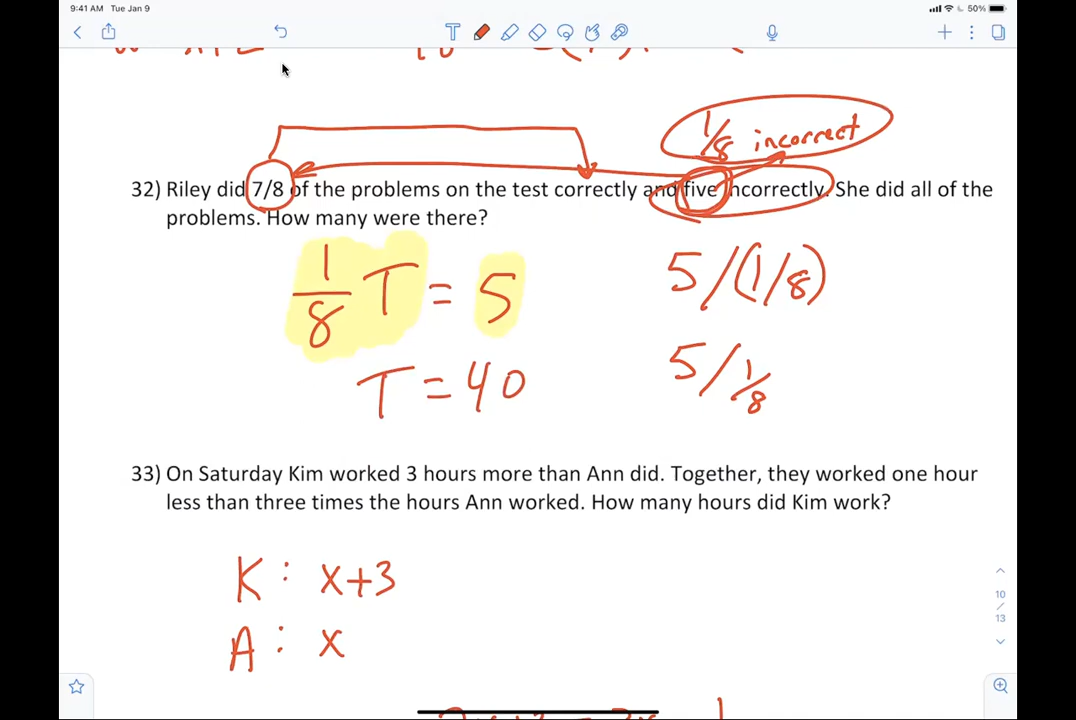 9:41 AM Tue Jan 9
50%
1/8 incorrect
32) Riley did 7/8 of the problems on the test correctly and five incorrectly. She did all of the
problems. How many were there?
1/8 T = 5
5/(1/8)
T = 40
5/1/8
33) On Saturday Kim worked 3 hours more than Ann did. Together, they worked one hour
less than three times the hours Ann worked. How many hours did Kim work?
K: x+3
A: x
10
/
13